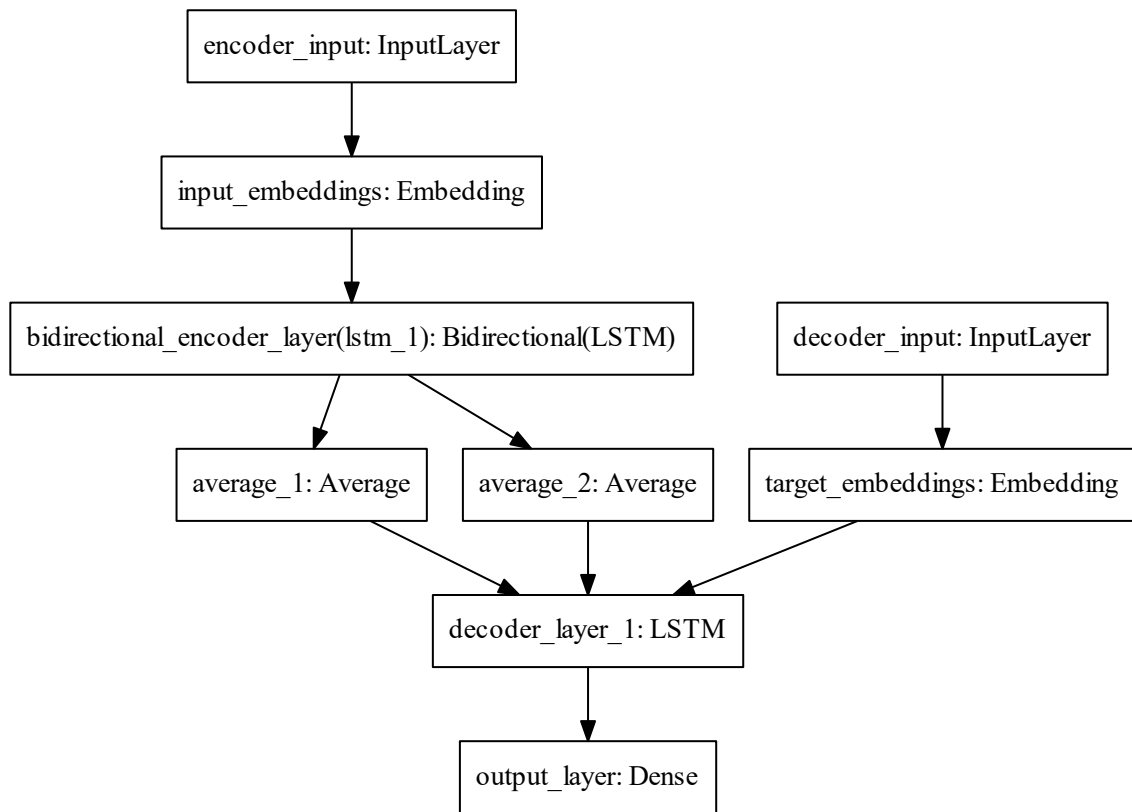 encoder_input: InputLayer
input_embeddings: Embedding
bidirectional_encoder_layer(lstm_1): Bidirectional(LSTM)
decoder_input: InputLayer
average_1: Average
average_2: Average
target_embeddings: Embedding
decoder_layer_1: LSTM
output_layer: Dense